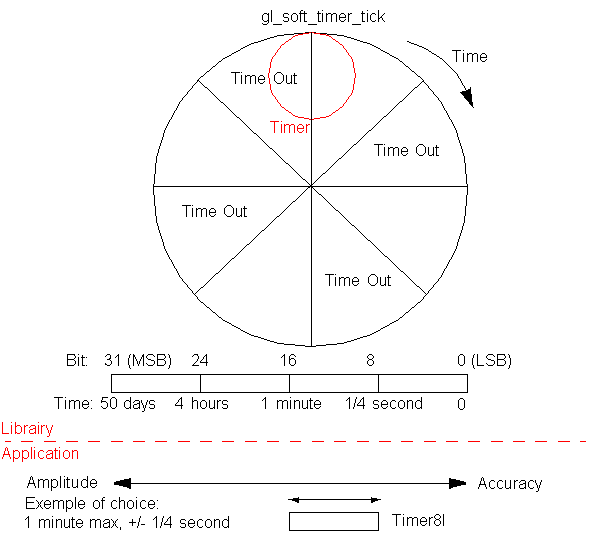 gl_soft_timer_tick
Time
Time Out
Timer
Time Out
Time Out
Time Out
Bit: 31 (MSB) 24 16 8 0 (LSB)
Time: 50 days 4 hours 1 minute 1/4 second 0
Librairy
Application
Amplitude Accuracy
Exemple of choice:
1 minute max, +/- 1/4 second Timer8l